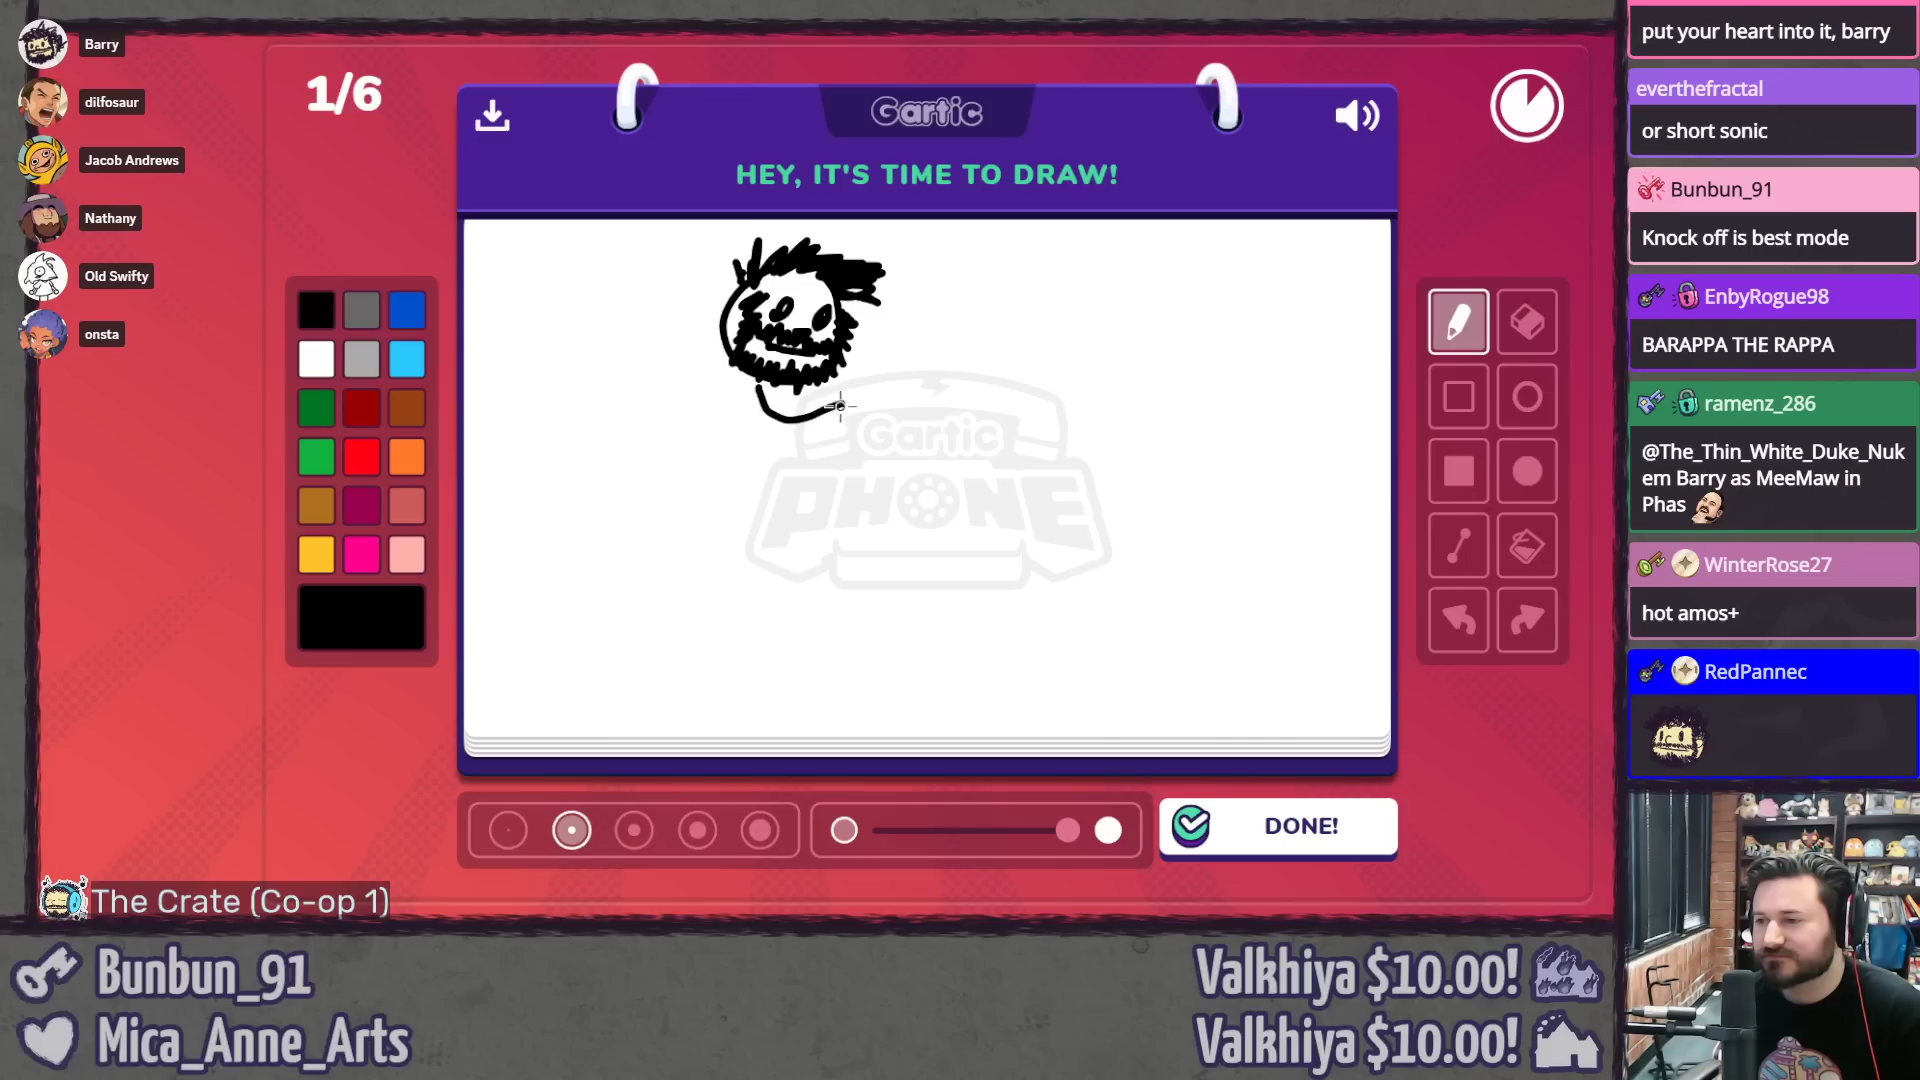 Barry
dilfosaur
Jacob Andrews
Nathany
Old Swifty
onsta
1/6
Gartic
HEY, IT'S TIME TO DRAW!
Gartic
PHONE
DONE!
The Crate (Co-op 1)
put your heart into it, barry
everthefractal
or short sonic
Bunbun_91
Knock off is best mode
EnbyRogue98
BARAPPA THE RAPPA
ramenz_286
@The_Thin_White_Duke_Nuk
em Barry as MeeMaw in
Phas
WinterRose27
hot amos+
RedPannec
Bunbun_91
Mica_Anne_Arts
Valkhiya $10.00!
Valkhiya $10.00!